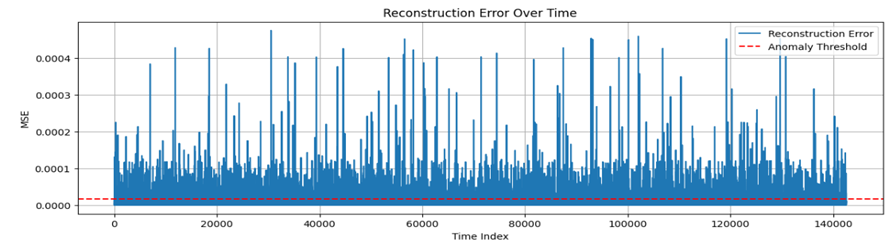 Reconstruction Error Over Time
Reconstruction Error
Anomaly Threshold
MSE
0.0004
0.0003
0.0002
0.0001
0.0000
0 20000 40000 60000 80000 100000 120000 140000
Time Index